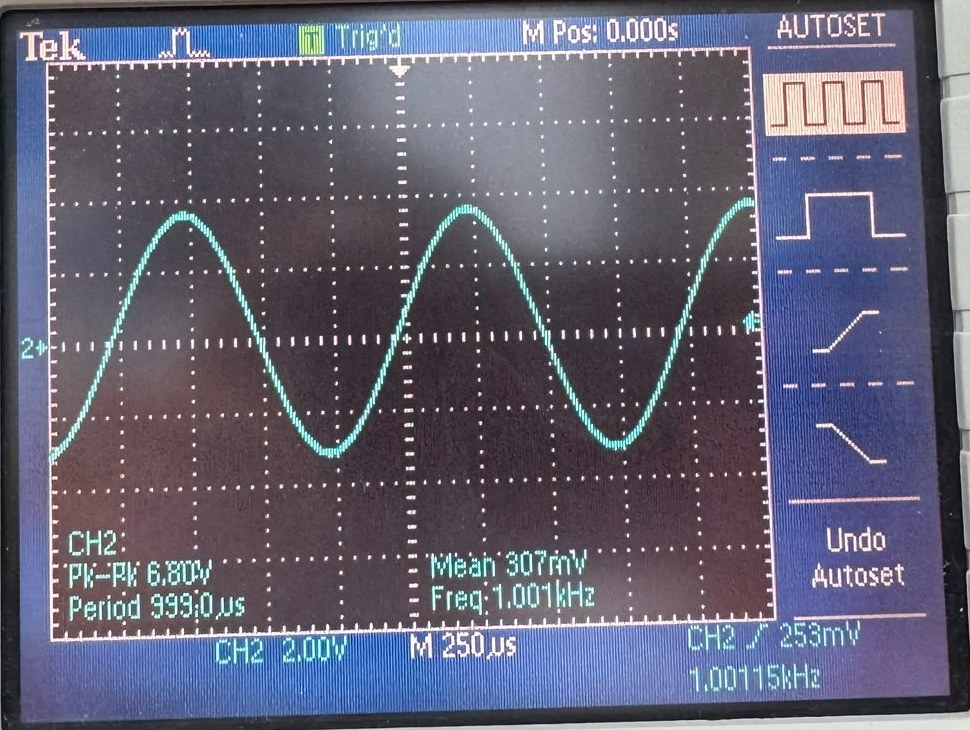 Tek Trig'd M Pos: 0.000s AUTOSET
2
CH2
Pk-Pk 6.80V Mean 307mV
Period 999.0µs Freq 1.001kHz
Undo
Autoset
CH2 2.00V M 250µs CH2 253mV
1.00115kHz